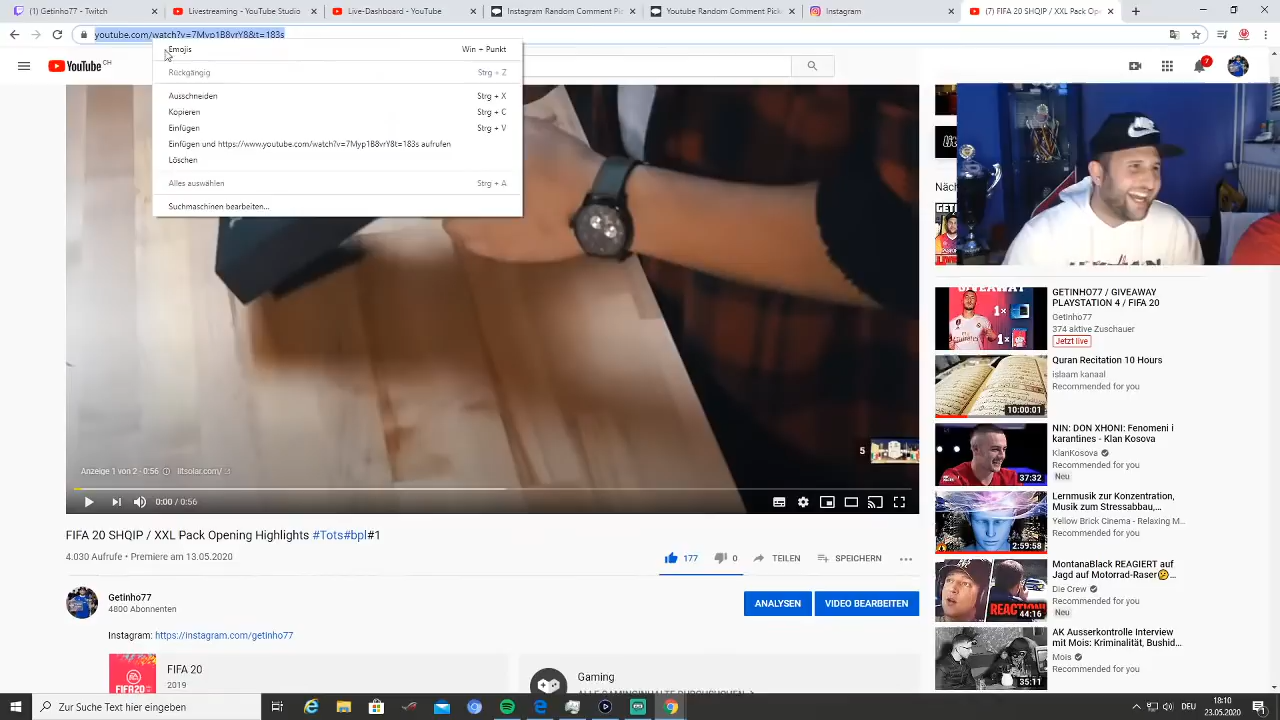 (1) Getinho77 - Twitch
Livestreaming - YouTube Studio
Live-Dashboard - YouTube
Instagram Random Comment Pic
Youtube Random Comment Picke
Instagram
(7) FIFA 20 SHQIP / XXL Pack Op
youtube.com/watch?v=7Myp1B8vrY8t&t=183s
YouTube CH
7
Emojis Win + Punkt
Rückgängig Strg + Z
Ausschneiden Strg + X
Kopieren Strg + C
Einfügen Strg + V
Einfügen und https://www.youtube.com/watch?v=7Myp1B8vrY8t=183s aufrufen
Löschen
Alles auswählen Strg + A
Suchmaschinen bearbeiten...
5
Anzeige 1 von 2 - 0:56 litsolar.com/
0:00 / 0:56
FIFA 20 SHQIP / XXL Pack Opening Highlights #Tots#bpl#1
4.030 Aufrufe • Premiere am 13.05.2020
177 0 TEILEN SPEICHERN
Getinho77
4800 Abonnenten
ANALYSEN VIDEO BEARBEITEN
Instagram: https://instagram.com/getinho77
FIFA 20
2019
Gaming
Näch
GIVEAWAY
1×
1×
GETINHO77 / GIVEAWAY
PLAYSTATION 4 / FIFA 20
Getinho77
374 aktive Zuschauer
Jetzt live
10:00:01
Quran Recitation 10 Hours
islaam kanaal
Recommended for you
37:32
NIN: DON XHONI: Fenomeni i
karantines - Klan Kosova
KlanKosova
Recommended for you
Neu
2:59:58
Lernmusik zur Konzentration,
Musik zum Stressabbau,...
Yellow Brick Cinema - Relaxing M...
Recommended for you
REACTION!
44:16
MontanaBlack REAGIERT auf
Jagd auf Motorrad-Raser🤔...
Die Crew
Recommended for you
Neu
35:11
AK Ausserkontrolle Interview
mit Mois: Kriminalität, Bushid...
Mois
Recommended for you
Zur Suche Text hier eingeben
DEU
18:10
23.05.2020